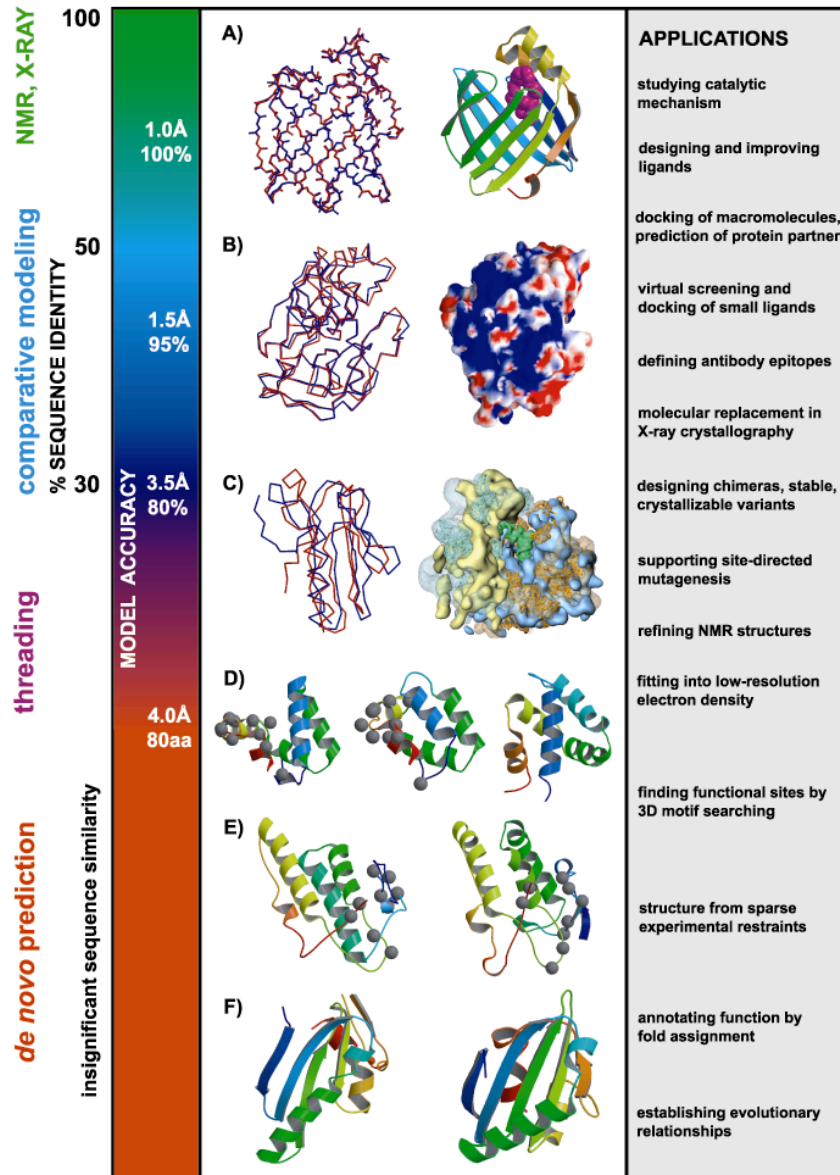 NMR, X-RAY
comparative modeling
threading
de novo prediction
100
50
30
% SEQUENCE IDENTITY
insignificant sequence similarity
MODEL ACCURACY
1.0Å
100%
1.5Å
95%
3.5Å
80%
4.0Å
80aa
A)
B)
C)
D)
E)
F)
APPLICATIONS
studying catalytic
mechanism
designing and improving
ligands
docking of macromolecules,
prediction of protein partner
virtual screening and
docking of small ligands
defining antibody epitopes
molecular replacement in
X-ray crystallography
designing chimeras, stable,
crystallizable variants
supporting site-directed
mutagenesis
refining NMR structures
fitting into low-resolution
electron density
finding functional sites by
3D motif searching
structure from sparse
experimental restraints
annotating function by
fold assignment
establishing evolutionary
relationships